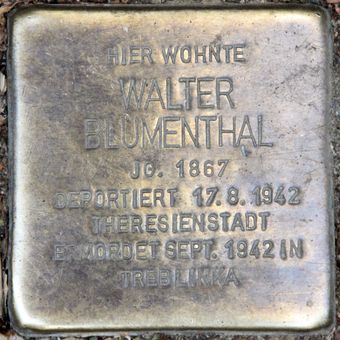 HIER WOHNTE
WALTER
BLUMENTHAL
JG. 1867
DEPORTIERT 17.8.1942
THERESIENSTADT
ERMORDET SEPT. 1942 IN
TREBLINKA